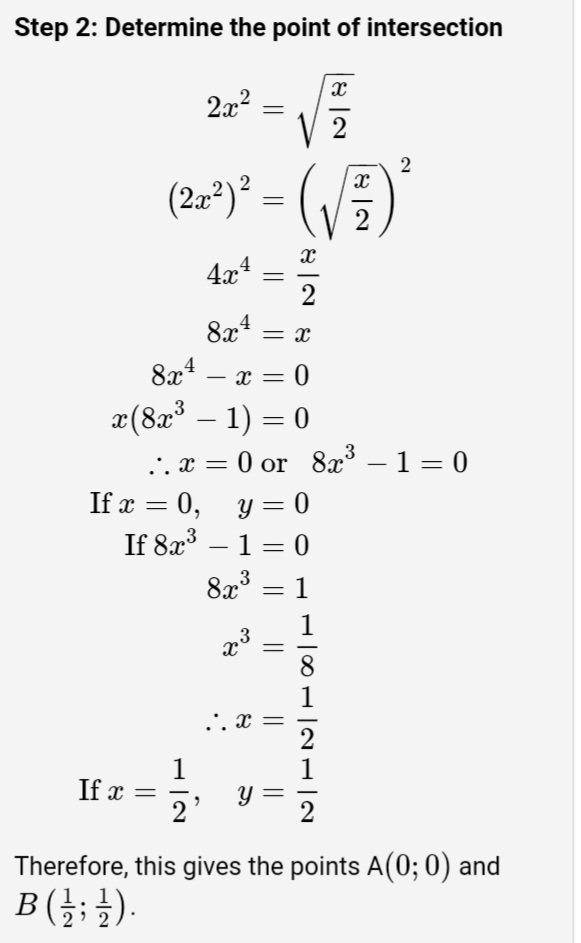 Step 2: Determine the point of intersection
2x² = √(x/2)
(2x²)² = (√(x/2))²
4x⁴ = x/2
8x⁴ = x
8x⁴ − x = 0
x(8x³ − 1) = 0
∴ x = 0 or 8x³ − 1 = 0
If x = 0, y = 0
If 8x³ − 1 = 0
8x³ = 1
x³ = 1/8
∴ x = 1/2
If x = 1/2, y = 1/2
Therefore, this gives the points A(0; 0) and
B(1/2; 1/2).